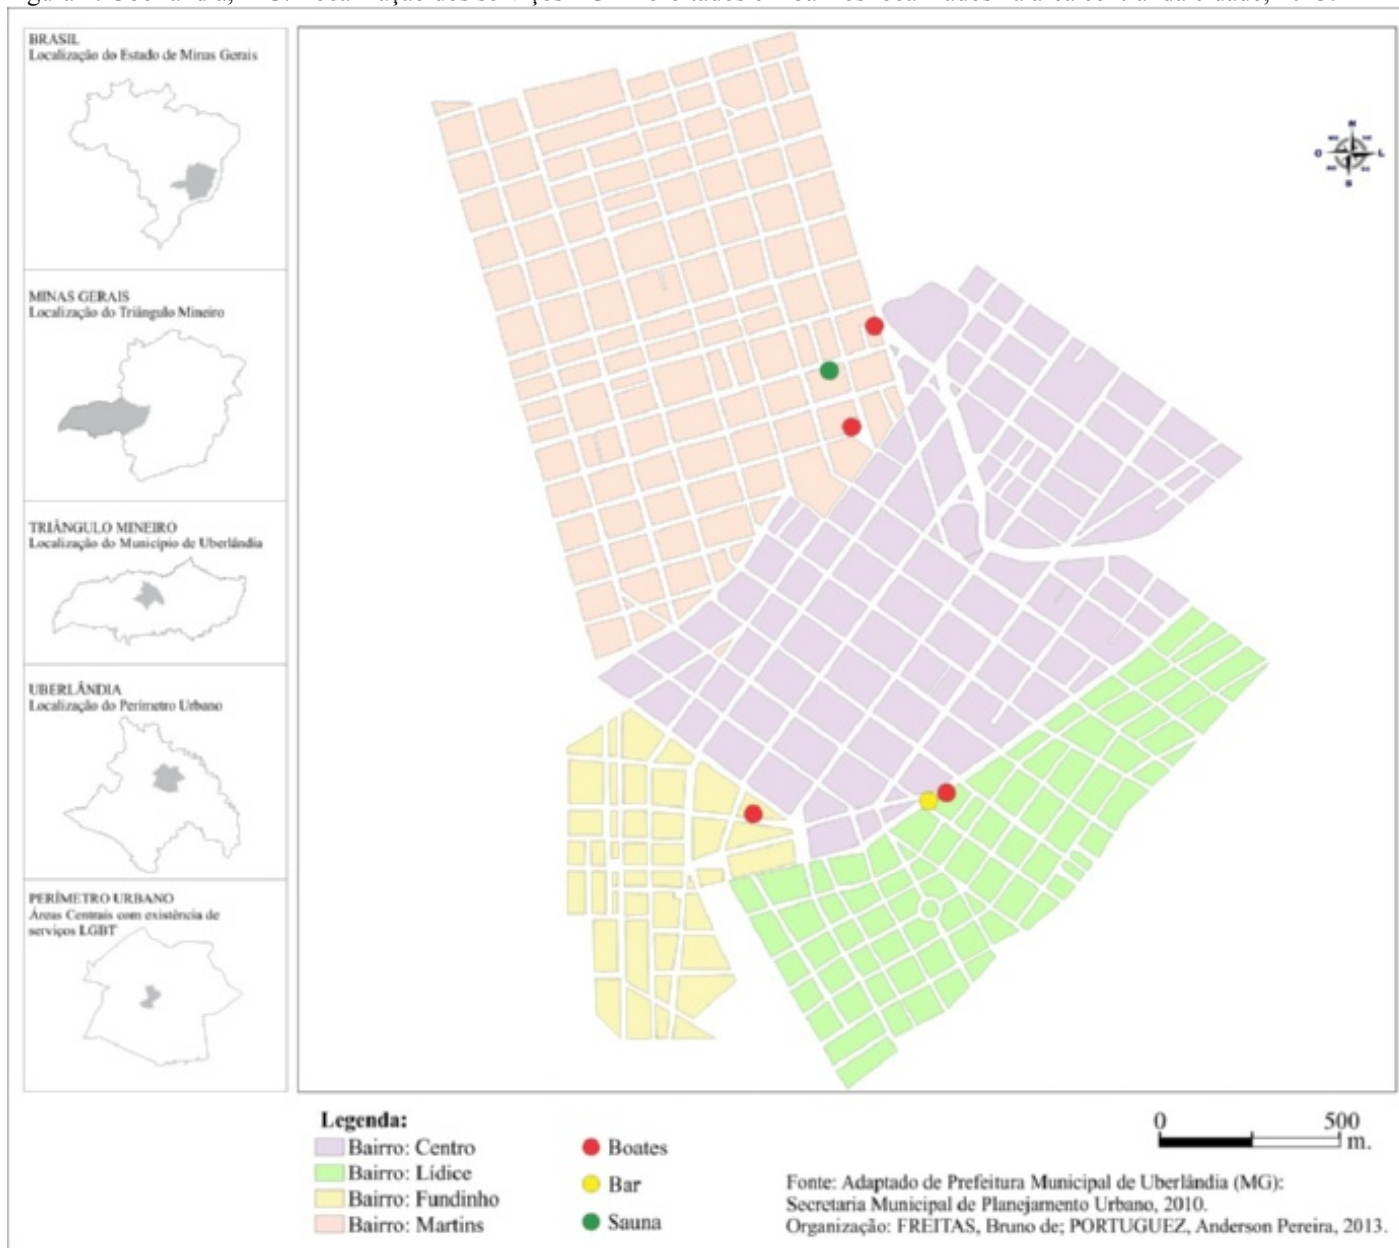 BRASIL
Localização do Estado de Minas Gerais
MINAS GERAIS
Localização do Triângulo Mineiro
TRIÂNGULO MINEIRO
Localização do Município de Uberlândia
UBERLÂNDIA
Localização do Perímetro Urbano
PERÍMETRO URBANO
Áreas Centrais com existência de
serviços LGBT
N
O
L
S
Legenda:
Bairro: Centro
Bairro: Lídice
Bairro: Fundinho
Bairro: Martins
Boates
Bar
Sauna
0 500
m.
Fonte: Adaptado de Prefeitura Municipal de Uberlândia (MG):
Secretaria Municipal de Planejamento Urbano, 2010.
Organização: FREITAS, Bruno de; PORTUGUEZ, Anderson Pereira, 2013.